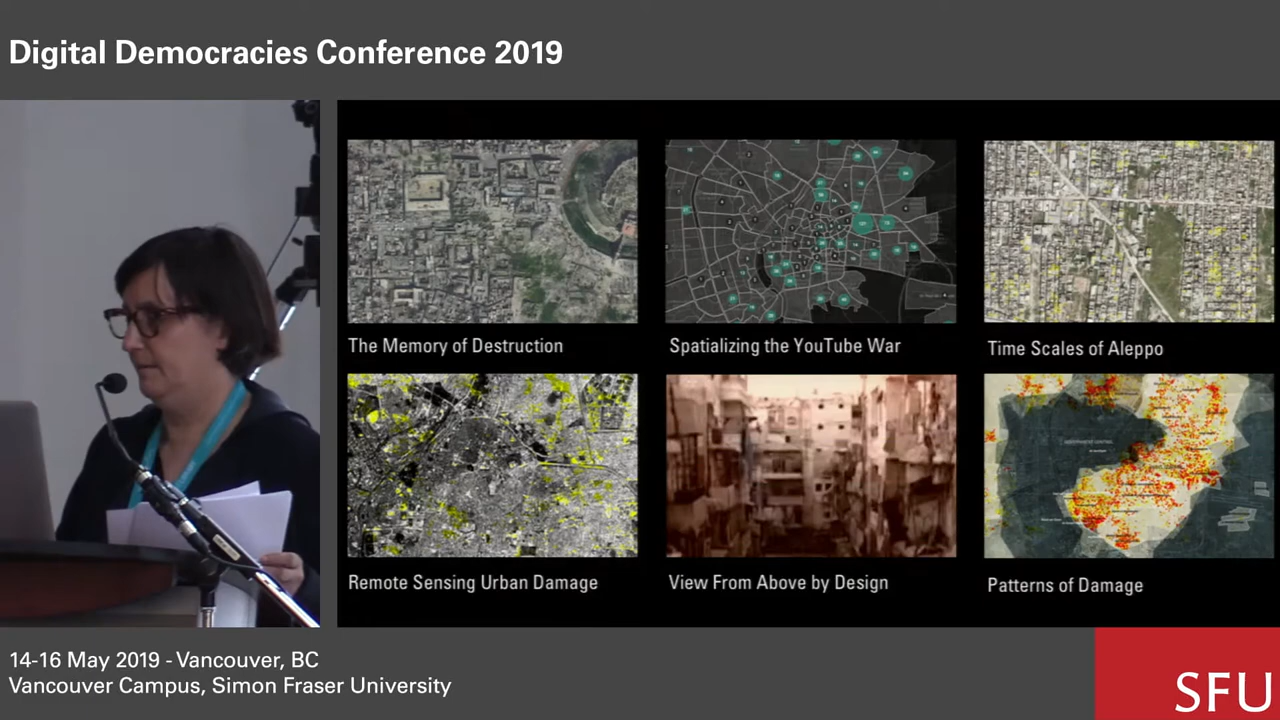 Digital Democracies Conference 2019
The Memory of Destruction
Spatializing the YouTube War
Time Scales of Aleppo
Remote Sensing Urban Damage
View From Above by Design
Patterns of Damage
14-16 May 2019 - Vancouver, BC
Vancouver Campus, Simon Fraser University
SFU